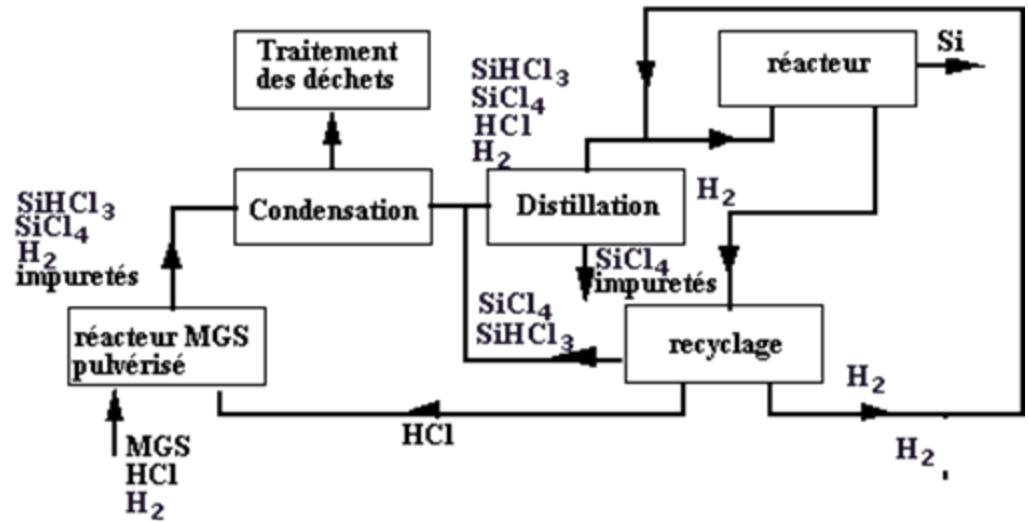 Traitement
des déchets
réacteur
Si
SiHCl₃
SiCl₄
HCl
H₂
Condensation
Distillation
H₂
SiHCl₃
SiCl₄
H₂
impuretés
SiCl₄
impuretés
SiCl₄
SiHCl₃
réacteur MGS
pulvérisé
recyclage
H₂
HCl
H₂
MGS
HCl
H₂